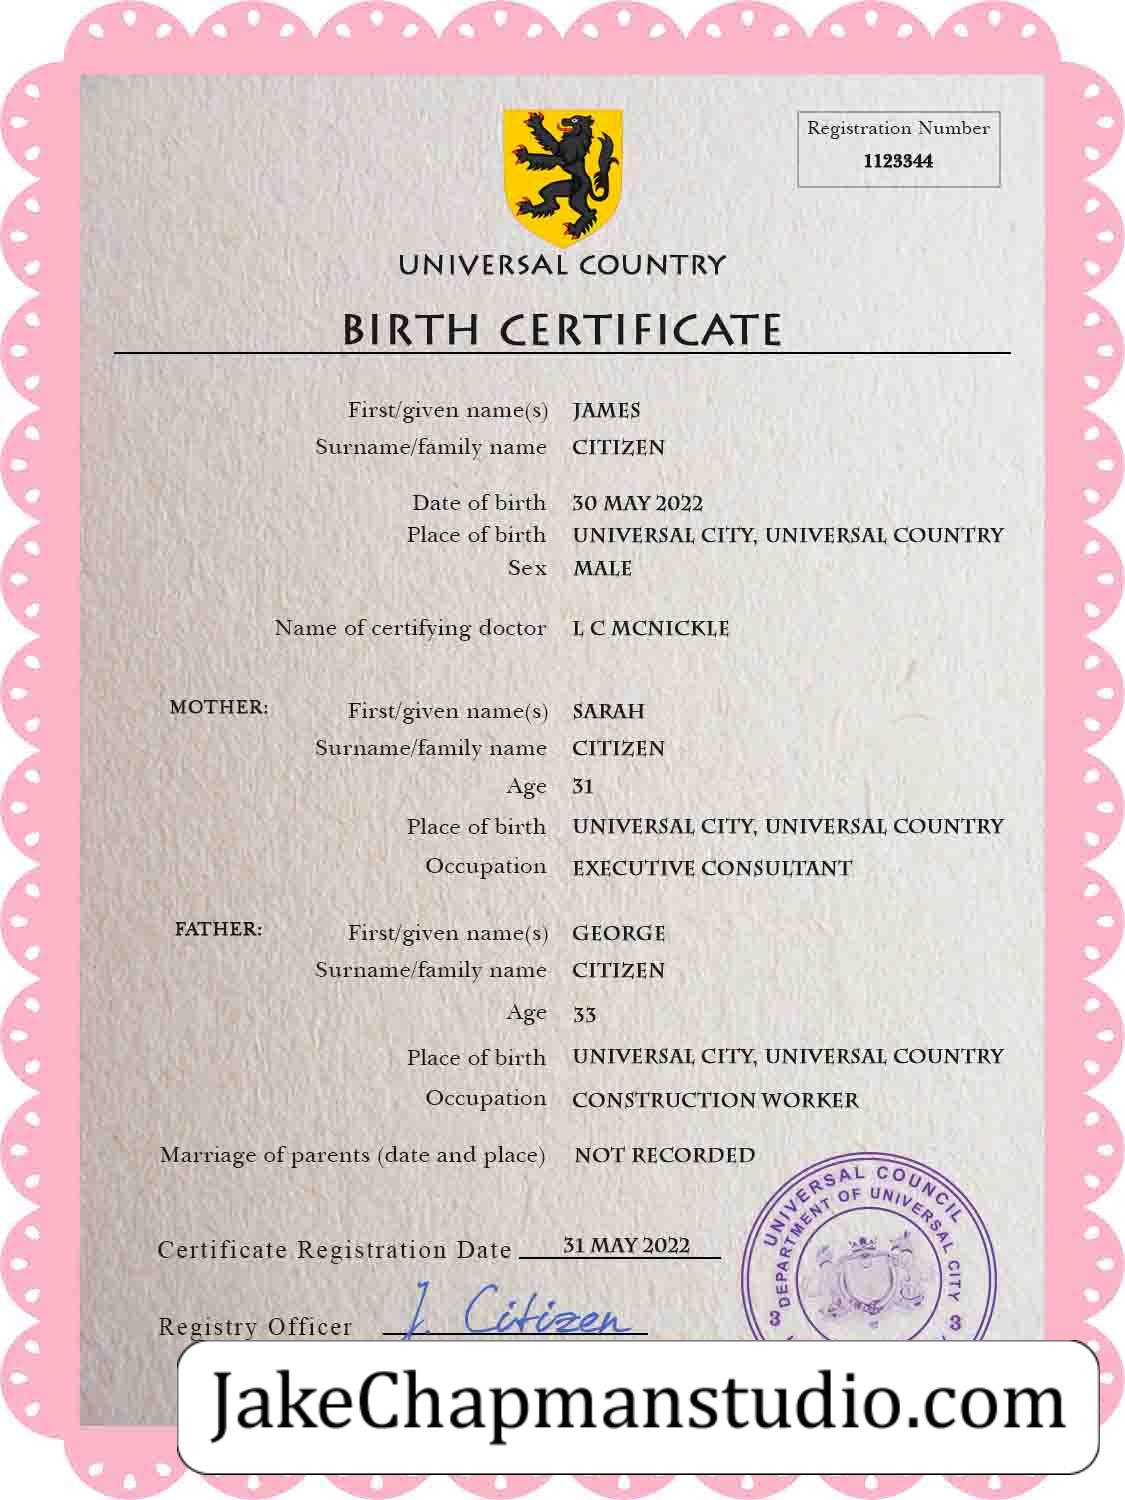 Registration Number
1123344
UNIVERSAL COUNTRY
BIRTH CERTIFICATE
First/given name(s) JAMES
Surname/family name CITIZEN
Date of birth 30 MAY 2022
Place of birth UNIVERSAL CITY, UNIVERSAL COUNTRY
Sex MALE
Name of certifying doctor L C MCNICKLE
MOTHER: First/given name(s) SARAH
Surname/family name CITIZEN
Age 31
Place of birth UNIVERSAL CITY, UNIVERSAL COUNTRY
Occupation EXECUTIVE CONSULTANT
FATHER: First/given name(s) GEORGE
Surname/family name CITIZEN
Age 33
Place of birth UNIVERSAL CITY, UNIVERSAL COUNTRY
Occupation CONSTRUCTION WORKER
Marriage of parents (date and place) NOT RECORDED
UNIVERSAL COUNCIL
DEPARTMENT OF UNIVERSAL CITY
3 3
Certificate Registration Date 31 MAY 2022
Registry Officer J. Citizen
JakeChapmanstudio.com